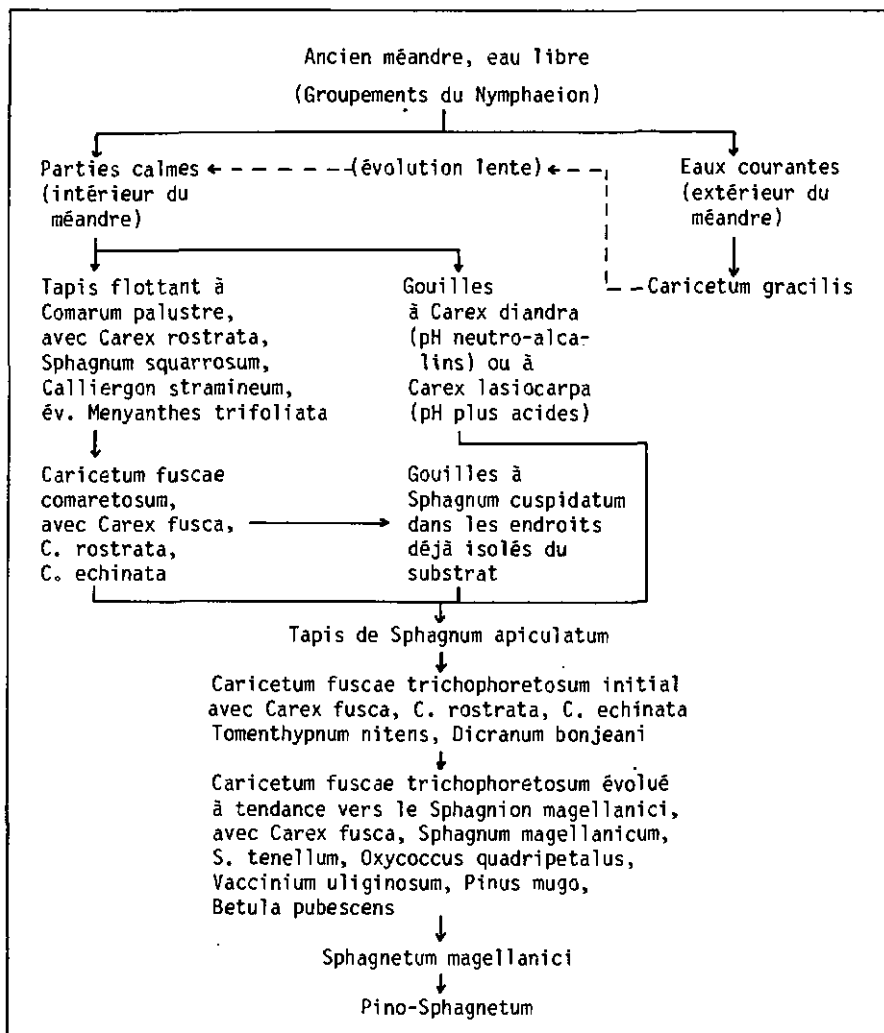 Ancien méandre, eau libre
(Groupements du Nymphaeion)
Parties calmes
(intérieur du
méandre)
(évolution lente)
Eaux courantes
(extérieur du
méandre)
Caricetum gracilis
Tapis flottant à
Comarum palustre,
avec Carex rostrata,
Sphagnum squarrosum,
Calliergon stramineum,
év. Menyanthes trifoliata
Gouilles
à Carex diandra
(pH neutro-alca-
lins) ou à
Carex lasiocarpa
(pH plus acides)
Caricetum fuscae
comaretosum,
avec Carex fusca,
C. rostrata,
C. echinata
Gouilles à
Sphagnum cuspidatum
dans les endroits
déjà isolés du
substrat
Tapis de Sphagnum apiculatum
Caricetum fuscae trichophoretosum initial
avec Carex fusca, C. rostrata, C. echinata
Tomenthypnum nitens, Dicranum bonjeani
Caricetum fuscae trichophoretosum évolué
à tendance vers le Sphagnion magellanici,
avec Carex fusca, Sphagnum magellanicum,
S. tenellum, Oxycoccus quadripetalus,
Vaccinium uliginosum, Pinus mugo,
Betula pubescens
Sphagnetum magellanici
Pino-Sphagnetum